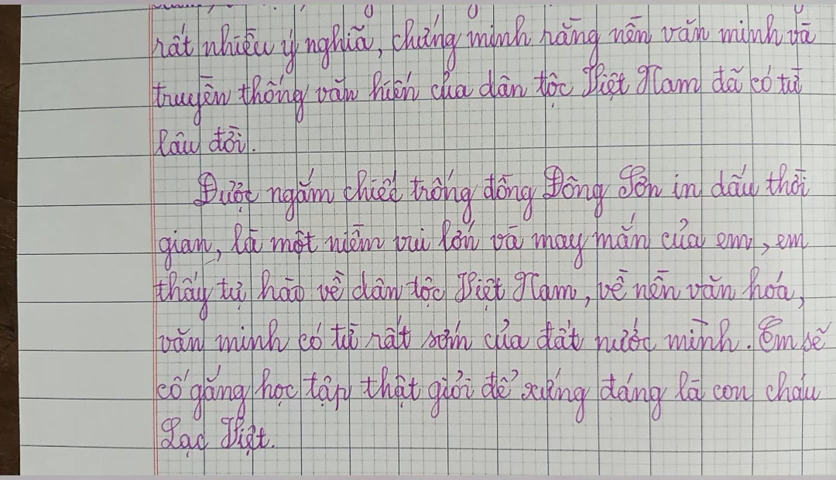 rất nhiều ý nghĩa, chứng minh rằng nền văn minh và
truyền thống văn hiến của dân tộc Việt Nam đã có từ
lâu đời.
Được ngắm chiếc trống đồng Đông Sơn in dấu thời
gian, là một niềm vui lớn và may mắn của em, em
thấy tự hào về dân tộc Việt Nam, về nền văn hóa,
văn minh có từ rất sớm của đất nước mình. Em sẽ
cố gắng học tập thật giỏi để xứng đáng là con cháu
Lạc Việt.